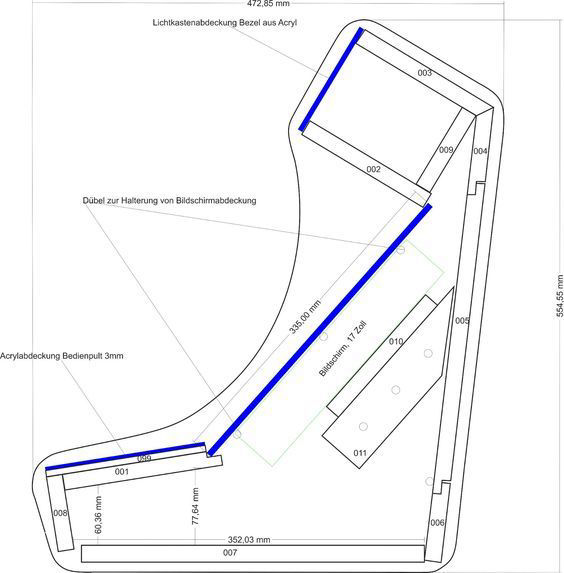 472,85 mm
Lichtkastenabdeckung Bezel aus Acryl
003
009
004
002
Dübel zur Halterung von Bildschirmabdeckung
335,00 mm
554,55 mm
005
Bildschirm, 17 Zoll
010
Acrylabdeckung Bedienpult 3mm
011
099
001
008
60,36 mm
77,64 mm
006
352,03 mm
007